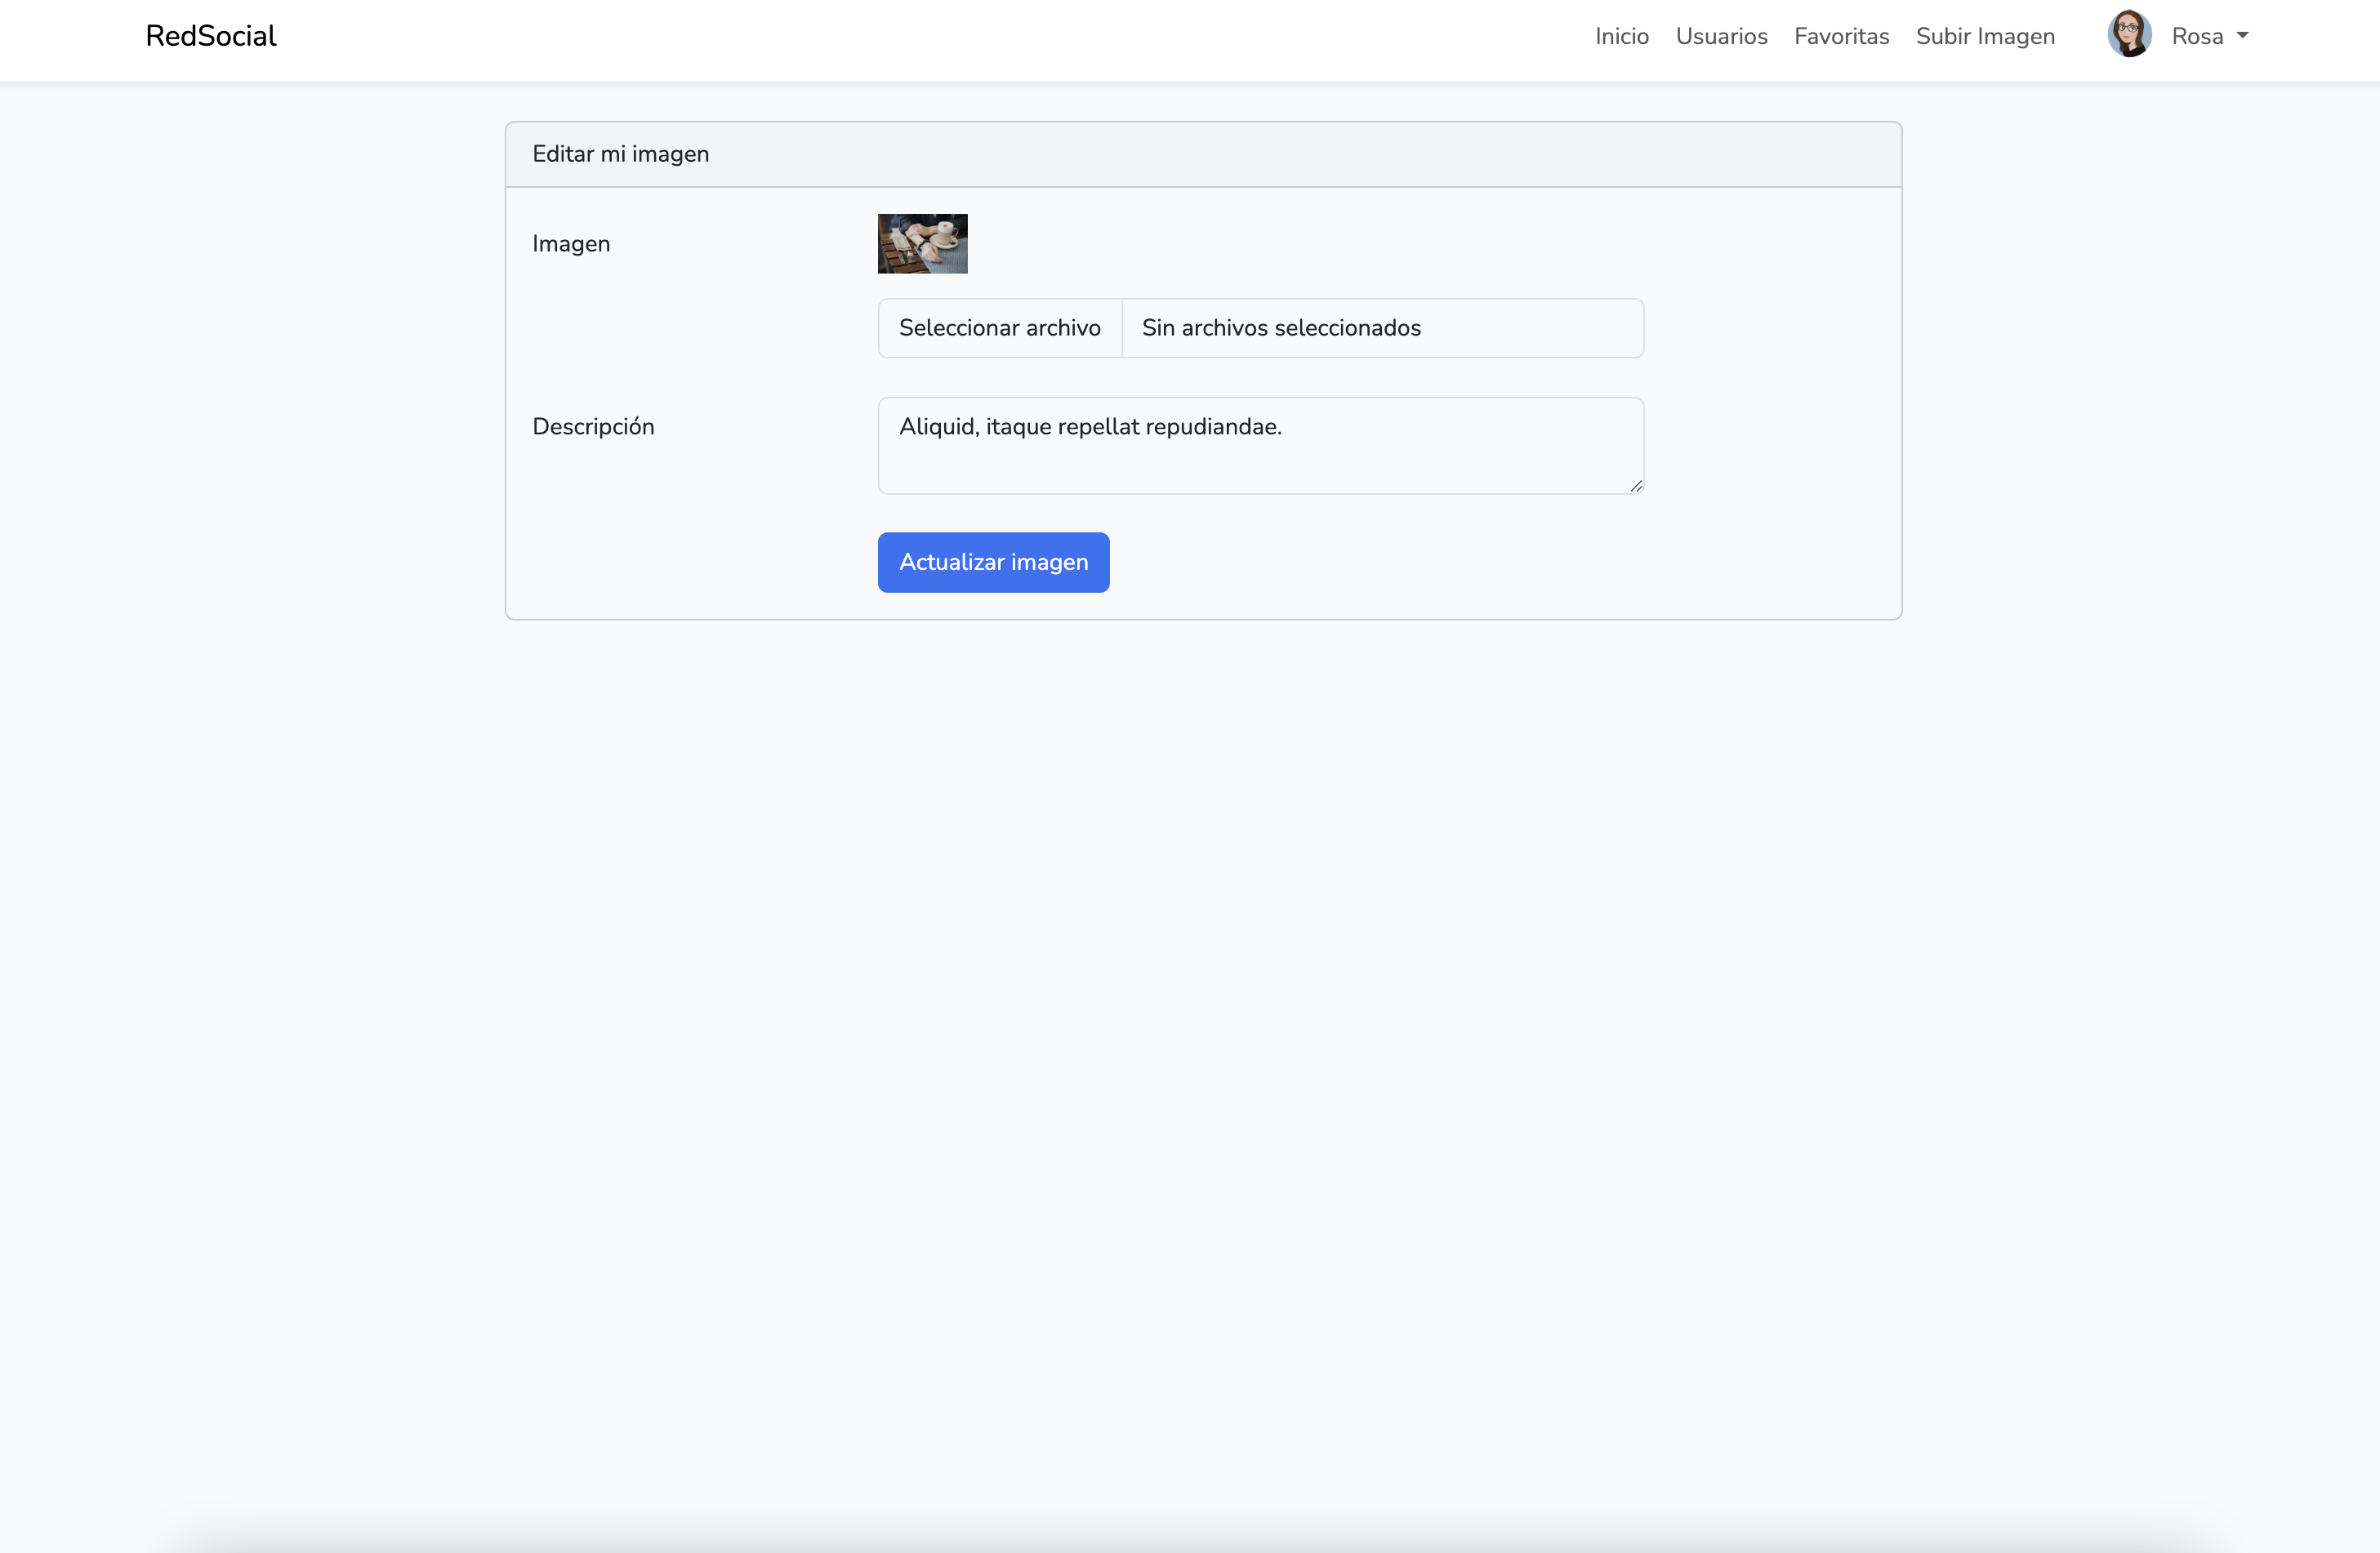 RedSocial
Inicio Usuarios Favoritas Subir Imagen Rosa
Editar mi imagen
Imagen
Seleccionar archivo Sin archivos seleccionados
Descripción Aliquid, itaque repellat repudiandae.
Actualizar imagen